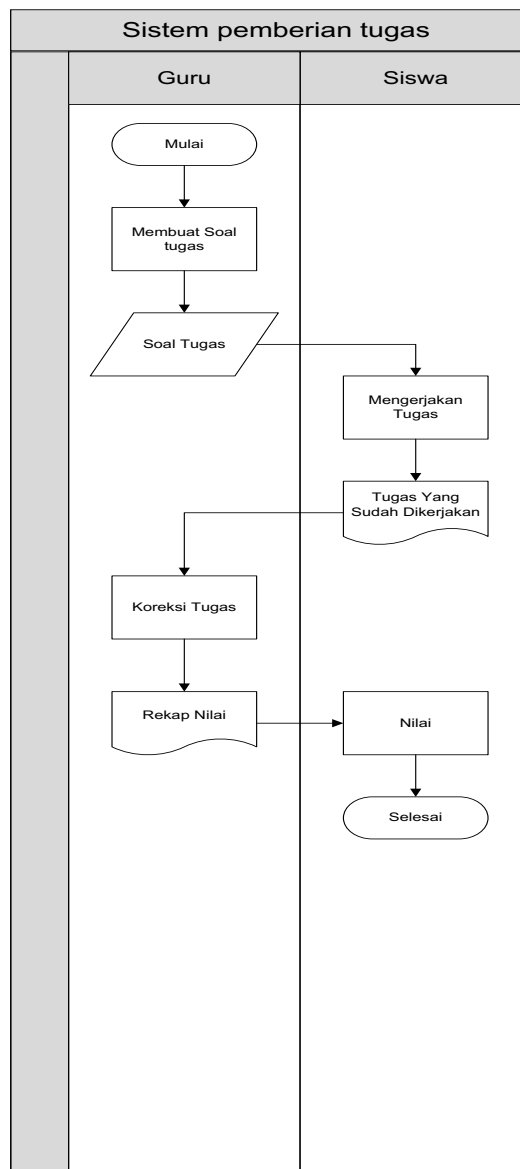 Sistem pemberian tugas
Guru
Siswa
Mulai
Membuat Soal
tugas
Soal Tugas
Mengerjakan
Tugas
Tugas Yang
Sudah Dikerjakan
Koreksi Tugas
Rekap Nilai
Nilai
Selesai